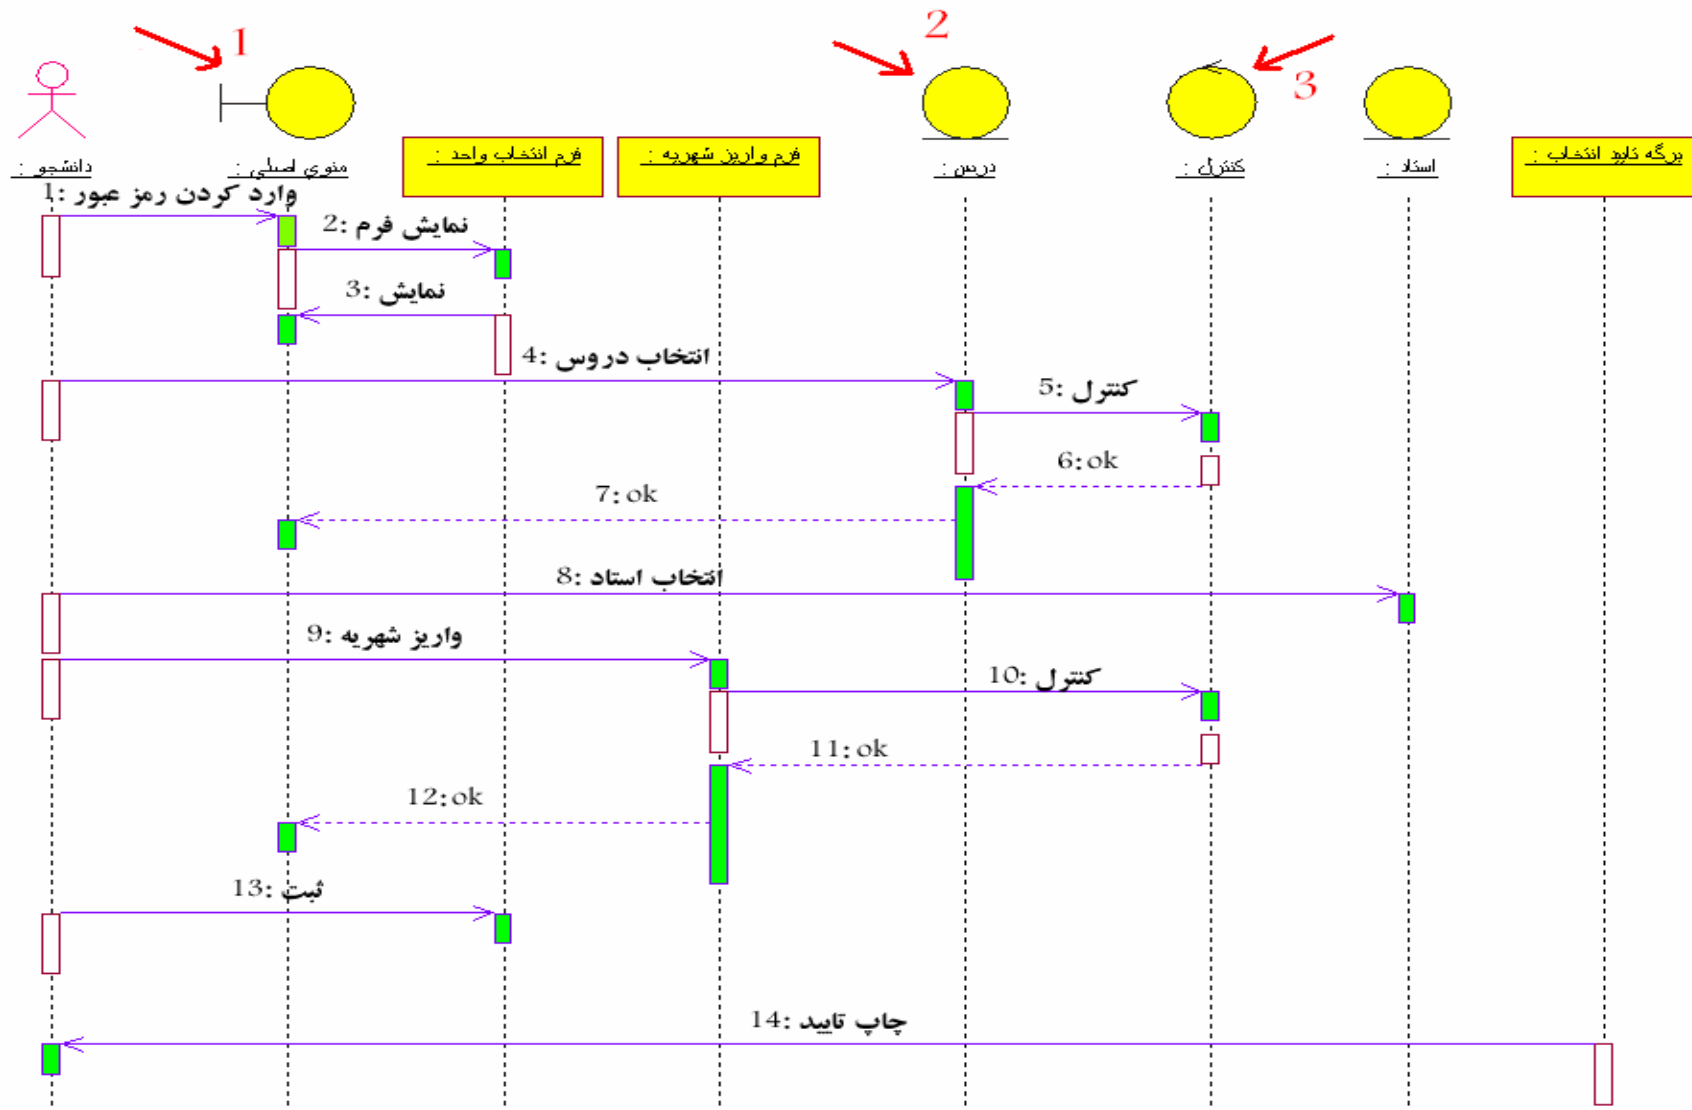 1
2
3
دانشجو :
منوی اصلی :
فرم انتخاب واحد :
فرم واریز شهریه :
درس :
کنترل :
استاد :
برگه تایید انتخاب :
1: وارد کردن رمز عبور
2: نمایش فرم
3: نمایش
4: انتخاب دروس
5: کنترل
6:ok
7:ok
8: انتخاب استاد
9: واریز شهریه
10: کنترل
11:ok
12:ok
13: ثبت
14: چاپ تایید